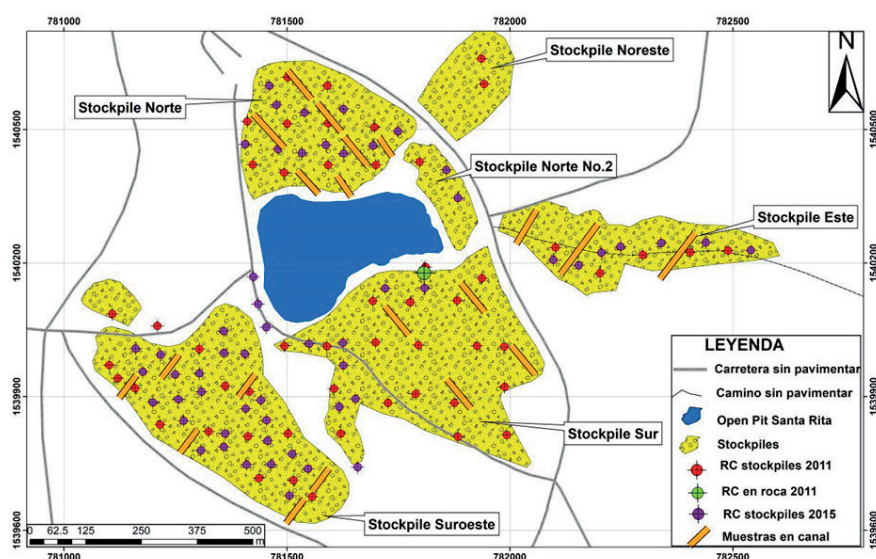 781000 781500 782000 782500
N
Stockpile Noreste
Stockpile Norte
1540500 1540500
Stockpile Norte No.2
Stockpile Este
1540200 1540200
LEYENDA
Carretera sin pavimentar
Camino sin pavimentar
Open Pit Santa Rita
Stockpiles
RC stockpiles 2011
RC en roca 2011
RC stockpiles 2015
Muestras en canal
1539900 1539900
Stockpile Sur
Stockpile Suroeste
1539600 1539600
0 62.5 125 250 375 500
m
781000 781500 782000 782500